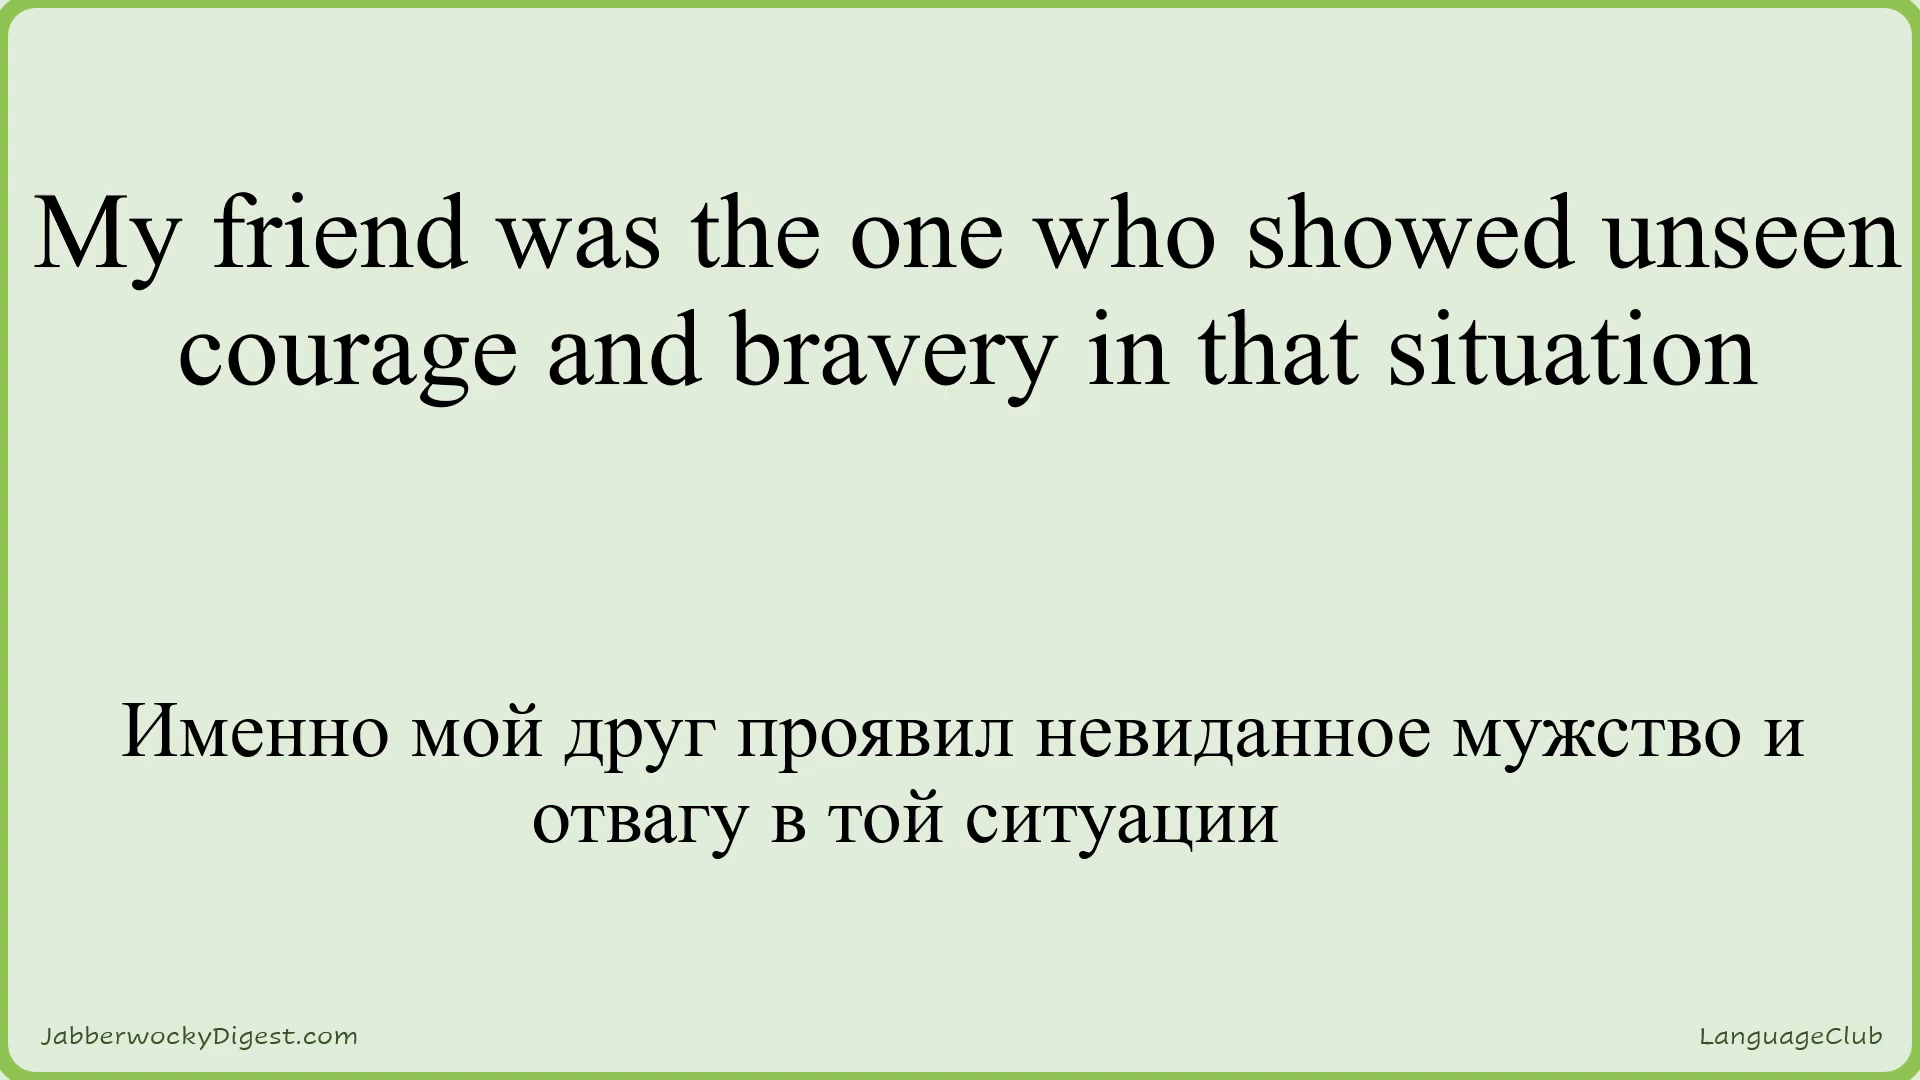 My friend was the one who showed unseen
courage and bravery in that situation
Именно мой друг проявил невиданное мужство и
отвагу в той ситуации
JabberwockyDigest.com
LanguageClub